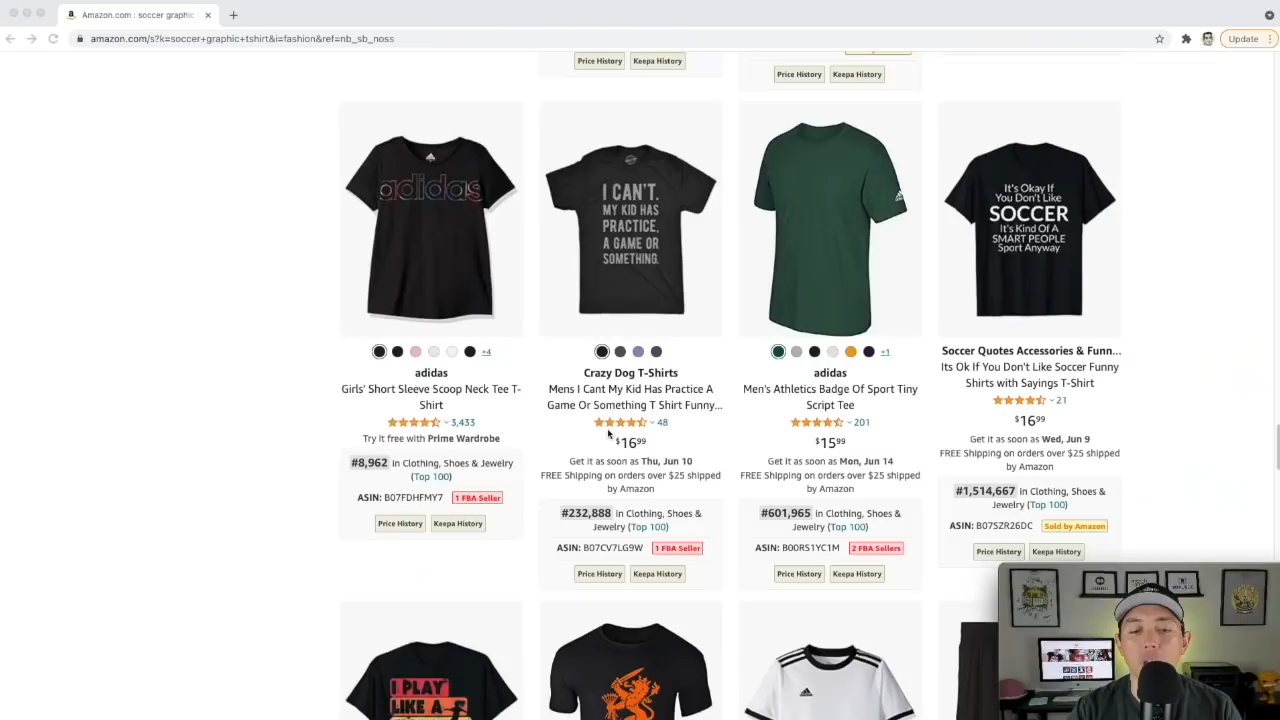 Amazon.com : soccer graphic
Update
amazon.com/s?k=soccer+graphic+tshirt&i=fashion&ref=nb_sb_noss
Price History
Keepa History
Price History
Keepa History
adidas
I CAN'T.
MY KID HAS
PRACTICE,
A GAME OR
SOMETHING.
It's Okay If
You Don't Like
SOCCER
It's Kind Of A
SMART PEOPLE
Sport Anyway
+4
adidas
Girls' Short Sleeve Scoop Neck Tee T-
Shirt
3,433
Try it free with Prime Wardrobe
#8,962 in Clothing, Shoes & Jewelry
(Top 100)
ASIN: B07FDHFMY7 1 FBA Seller
Price History Keepa History
Crazy Dog T-Shirts
Mens I Cant My Kid Has Practice A
Game Or Something T Shirt Funny...
48
$16.99
Get it as soon as Thu, Jun 10
FREE Shipping on orders over $25 shipped
by Amazon
#232,888 in Clothing, Shoes &
Jewelry (Top 100)
ASIN: B07CV7LG9W 1 FBA Seller
Price History Keepa History
+1
adidas
Men's Athletics Badge Of Sport Tiny
Script Tee
201
$15.99
Get it as soon as Mon, Jun 14
FREE Shipping on orders over $25 shipped
by Amazon
#601,965 in Clothing, Shoes &
Jewelry (Top 100)
ASIN: B00RS1YC1M 2 FBA Sellers
Price History Keepa History
Soccer Quotes Accessories & Funn...
Its Ok If You Don't Like Soccer Funny
Shirts with Sayings T-Shirt
21
$16.99
Get it as soon as Wed, Jun 9
FREE Shipping on orders over $25
shipped by Amazon
#1,514,667 in Clothing, Shoes &
Jewelry (Top 100)
ASIN: B07SZR26DC Sold by Amazon
Price History Keepa History
I PLAY
LIKE A